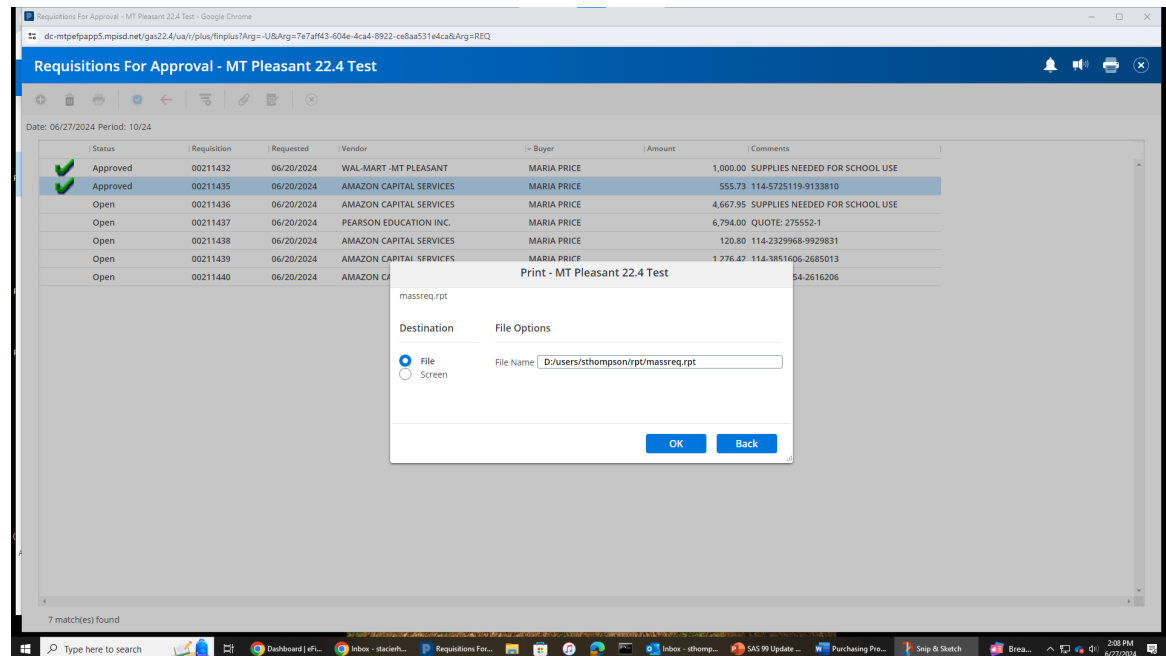 Requisitions For Approval - MT Pleasant 22.4 Test - Google Chrome
dc-mtpefpapp5.mpisd.net/gas22.4/ua/r/plus/finplus?Arg=-U&Arg=7e7aff43-604e-4ca4-8922-ce8aa531e4ca&Arg=REQ
Requisitions For Approval - MT Pleasant 22.4 Test
Date: 06/27/2024 Period: 10/24
Status Requisition Requested Vendor Buyer Amount Comments
Approved 00211432 06/20/2024 WAL-MART -MT PLEASANT MARIA PRICE 1,000.00 SUPPLIES NEEDED FOR SCHOOL USE
Approved 00211435 06/20/2024 AMAZON CAPITAL SERVICES MARIA PRICE 555.73 114-5725119-9133810
Open 00211436 06/20/2024 AMAZON CAPITAL SERVICES MARIA PRICE 4,667.95 SUPPLIES NEEDED FOR SCHOOL USE
Open 00211437 06/20/2024 PEARSON EDUCATION INC. MARIA PRICE 6,794.00 QUOTE: 275552-1
Open 00211438 06/20/2024 AMAZON CAPITAL SERVICES MARIA PRICE 120.80 114-2329968-9929831
Open 00211439 06/20/2024 AMAZON CAPITAL SERVICES MARIA PRICE 1,276.42 114-3851606-2685013
Open 00211440 06/20/2024 AMAZON CA 54-2616206
Print - MT Pleasant 22.4 Test
massreq.rpt
Destination File Options
File File Name D:/users/sthompson/rpt/massreq.rpt
Screen
OK Back
7 match(es) found
Type here to search Dashboard | eFi... Inbox - stacierh... Requisitions For... Inbox - sthomp... SAS 99 Update ... Purchasing Pro... Snip & Sketch Brea... 2:08 PM
6/27/2024